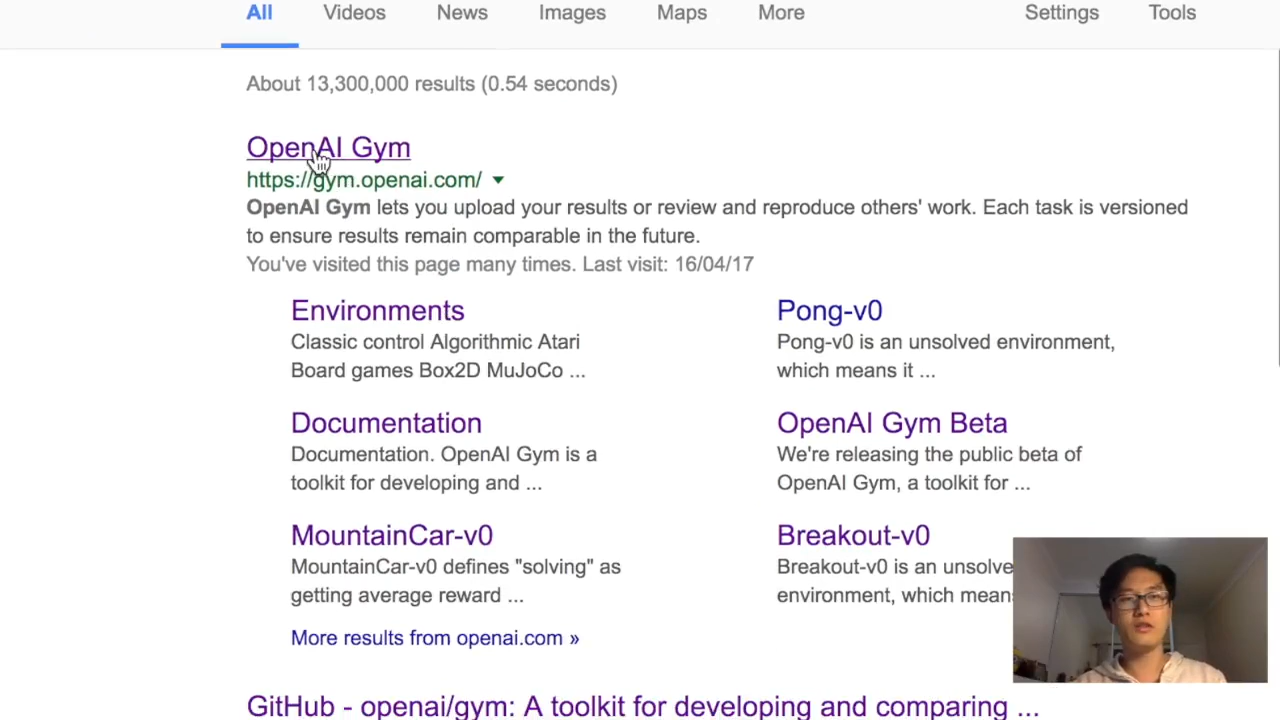 All Videos News Images Maps More Settings Tools
About 13,300,000 results (0.54 seconds)
OpenAI Gym
https://gym.openai.com/
OpenAI Gym lets you upload your results or review and reproduce others' work. Each task is versioned
to ensure results remain comparable in the future.
You've visited this page many times. Last visit: 16/04/17
Environments
Classic control Algorithmic Atari
Board games Box2D MuJoCo ...
Pong-v0
Pong-v0 is an unsolved environment,
which means it ...
Documentation
Documentation. OpenAI Gym is a
toolkit for developing and ...
OpenAI Gym Beta
We're releasing the public beta of
OpenAI Gym, a toolkit for ...
MountainCar-v0
MountainCar-v0 defines "solving" as
getting average reward ...
Breakout-v0
Breakout-v0 is an unsolve
environment, which mean
More results from openai.com »
GitHub - openai/gym: A toolkit for developing and comparing ...